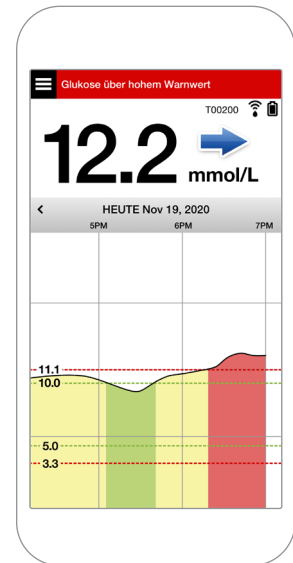 Glukose über hohem Warnwert
T00200
12.2
mmol/L
HEUTE Nov 19, 2020
5PM 6PM 7PM
11.1
10.0
5.0
3.3